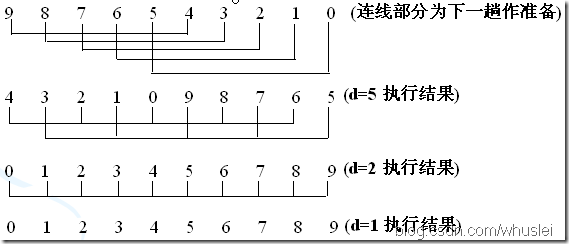 9 8 7 6 5 4 3 2 1 0 (连线部分为下一趟作准备)
4 3 2 1 0 9 8 7 6 5 (d=5 执行结果)
0 1 2 3 4 5 6 7 8 9 (d=2 执行结果)
0 1 2 3 4 5 6 7 8 9 (d=1 执行结果)
blog.csdn.com/whuslei